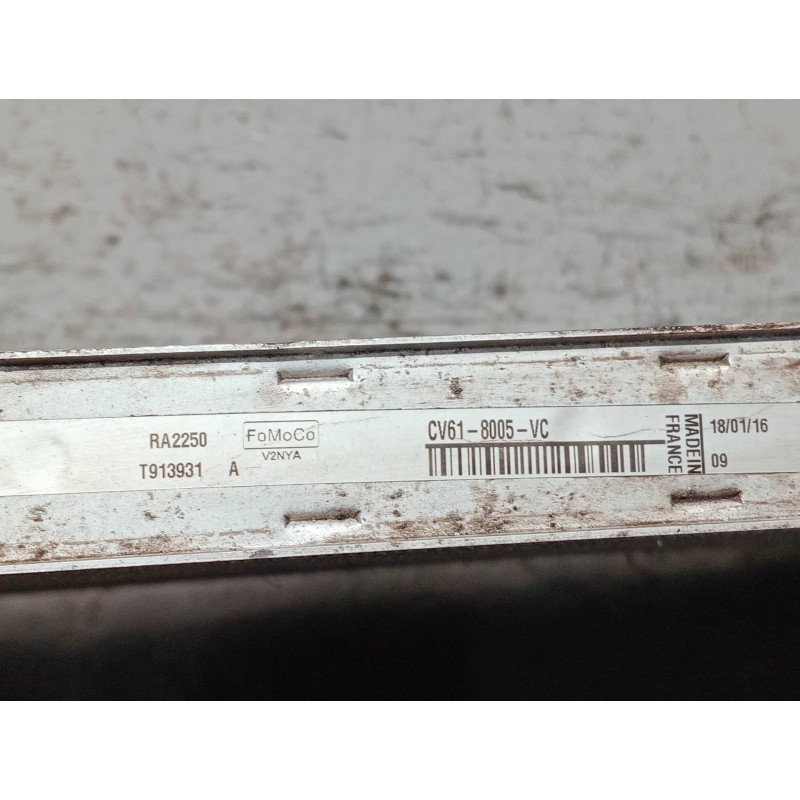 RA2250
T913931 A
FoMoCo
V2NYA
CV61-8005-VC
MADE IN
FRANCE
18/01/16
09